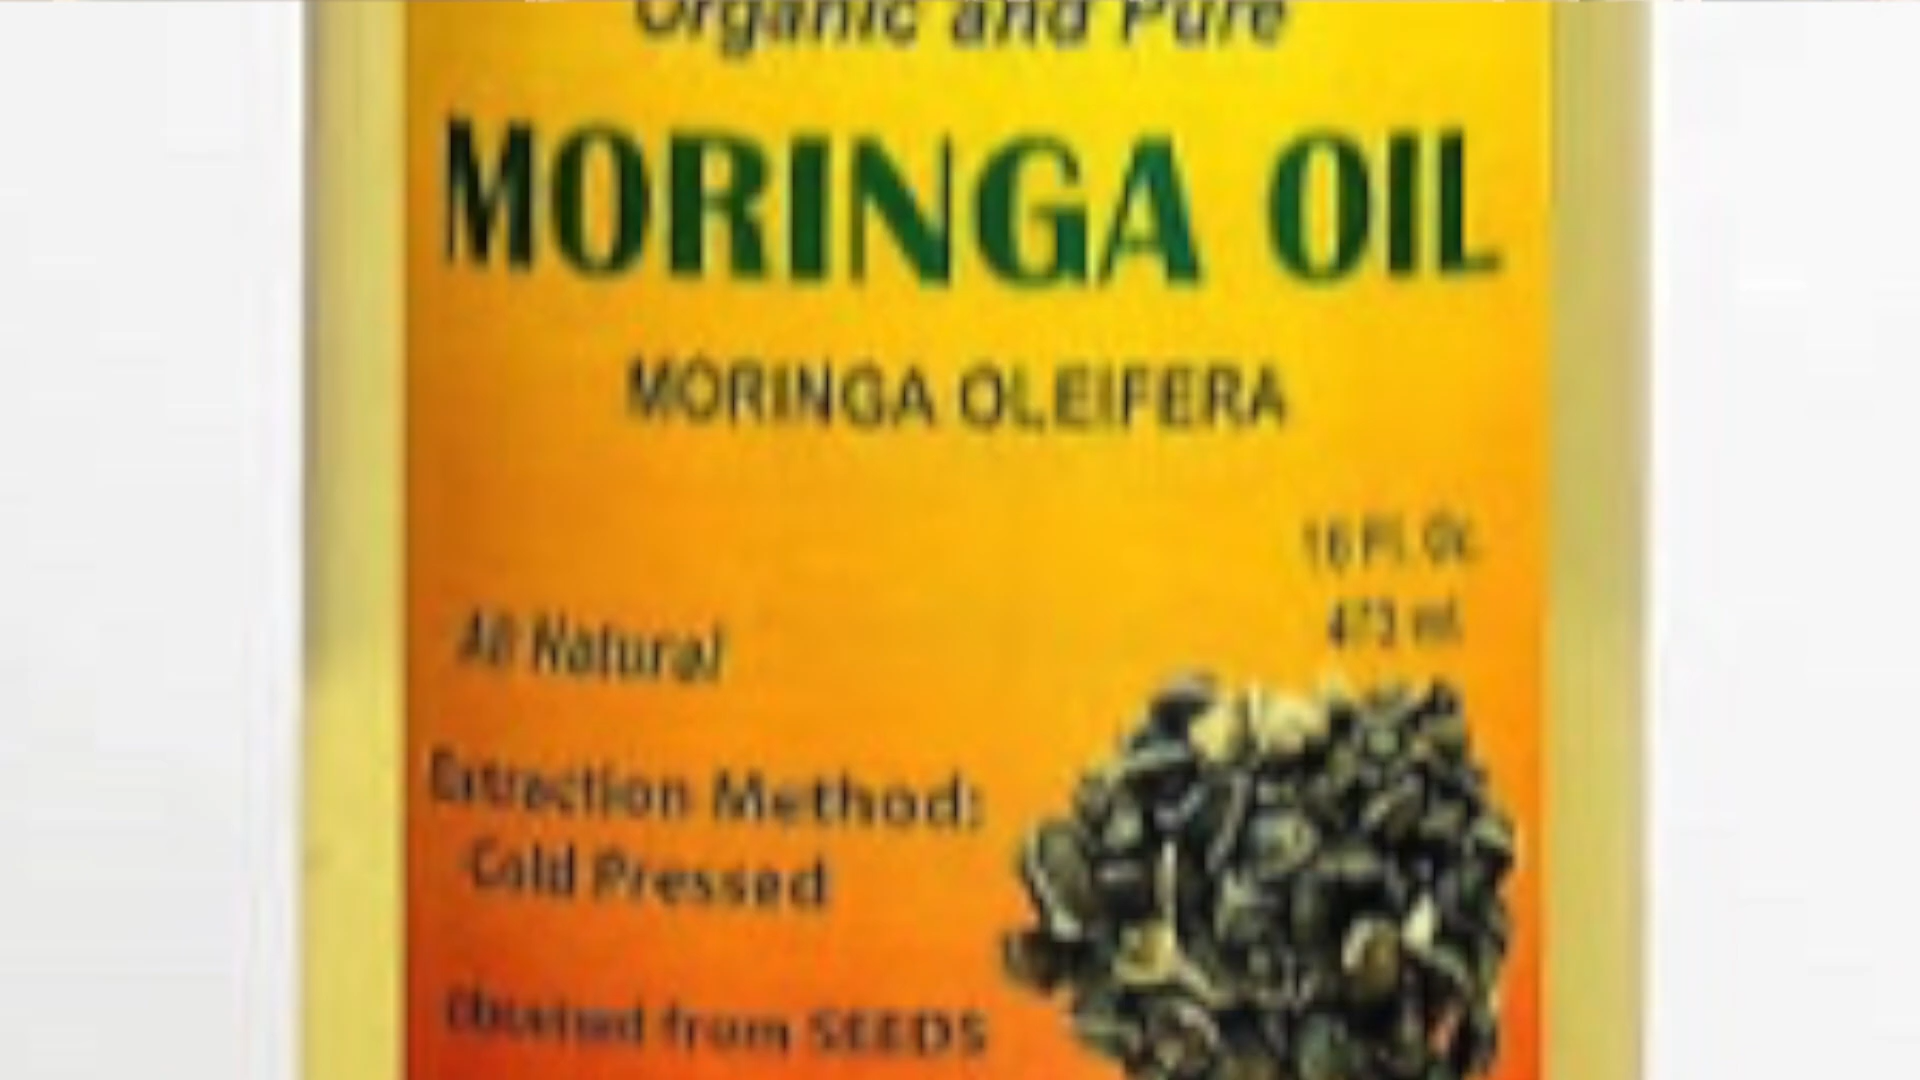 Organic and Pure
MORINGA OIL
MORINGA OLEIFERA
16 Fl. Oz.
473 ml.
All Natural
Extraction Method:
Cold Pressed
from SEEDS